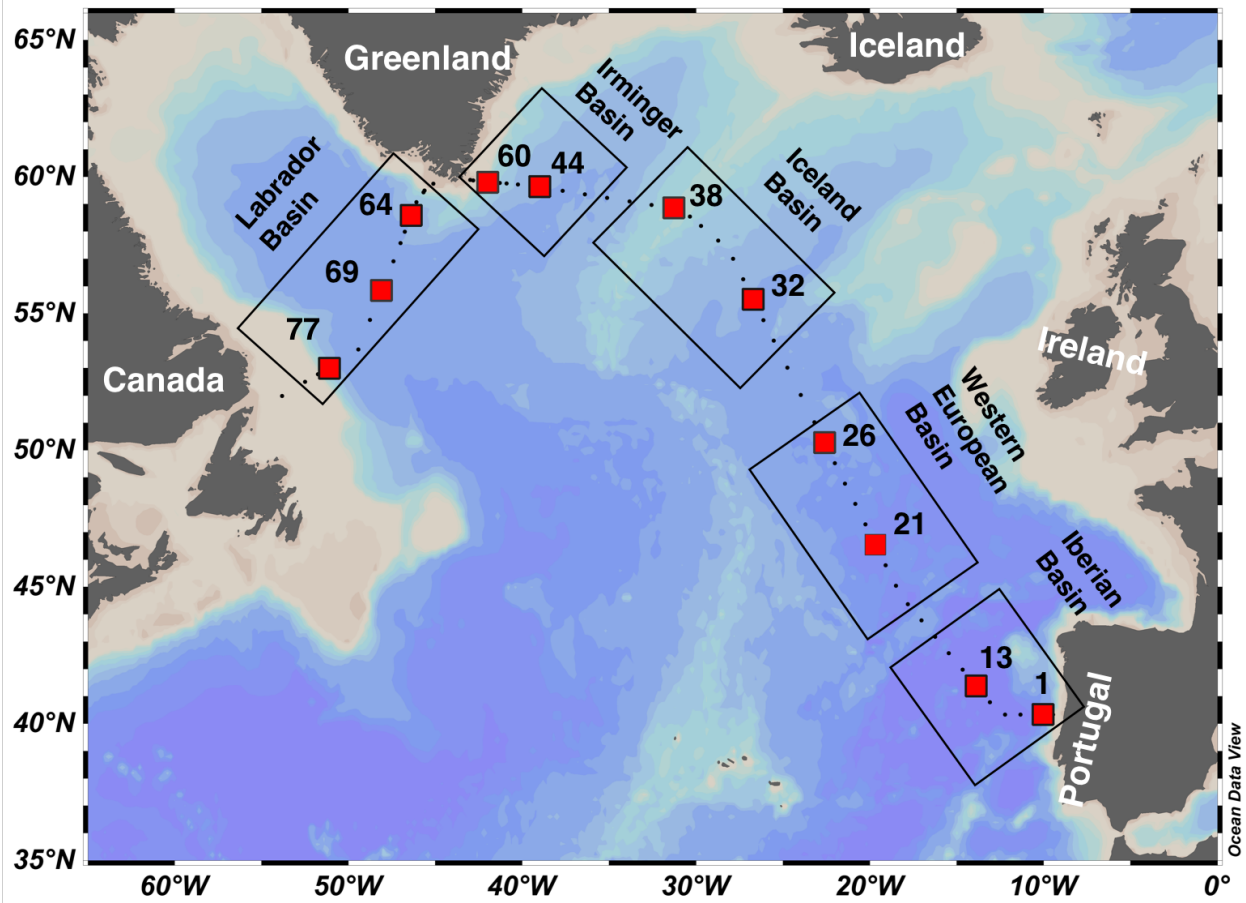 65°N
60°N
55°N
50°N
45°N
40°N
35°N
60°W
50°W
40°W
30°W
20°W
10°W
0°
Greenland
Iceland
Canada
Ireland
Portugal
Labrador
Basin
Irminger
Basin
Iceland
Basin
Western
European
Basin
Iberian
Basin
60
44
64
38
69
32
77
26
21
13
1
Ocean Data View